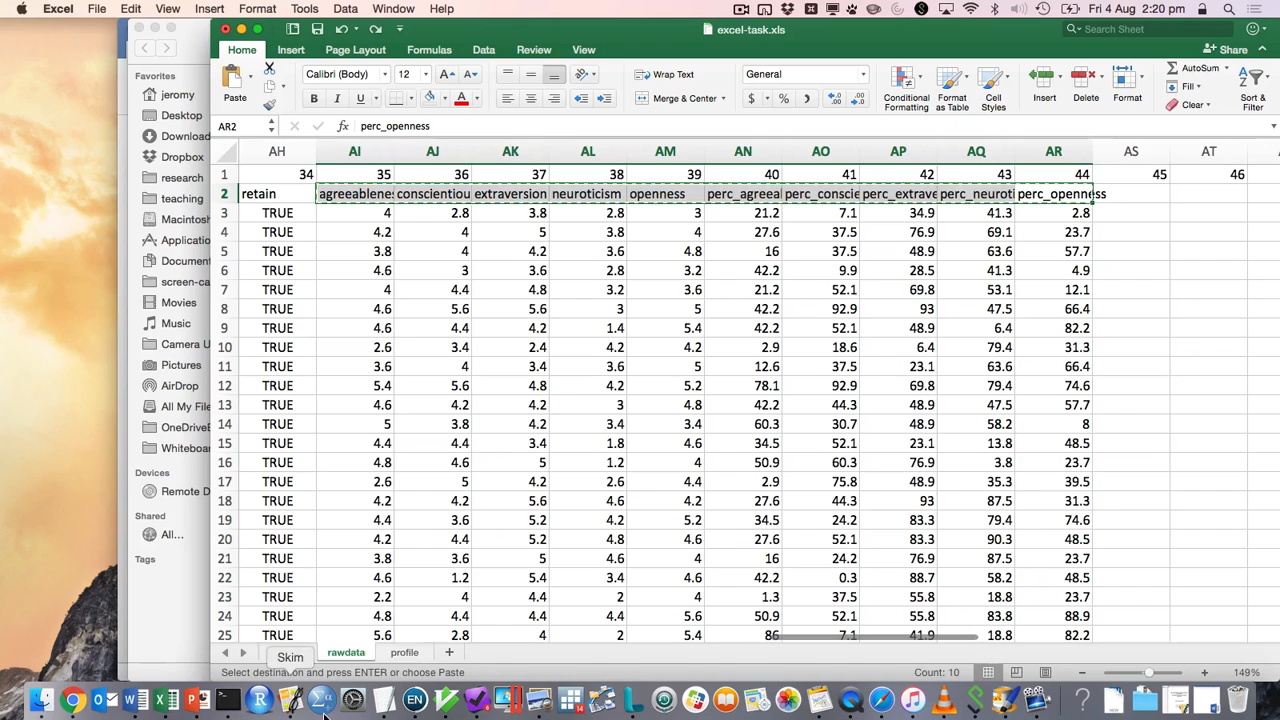 Excel File Edit View Insert Format Tools Data Window Help Fri 4 Aug 2:20 pm
excel-task.xls
Search Sheet
Home Insert Page Layout Formulas Data Review View
Share
Paste
Calibri (Body) 12
Wrap Text
General
Merge & Center
Conditional Formatting
Format as Table
Cell Styles
Insert
Delete
Format
AutoSum
Fill
Clear
Sort & Filter
AR2 fx perc_openness
Favorites
jeromy
Desktop
Download
Dropbox
research
teaching
Macintosh
Applicatio
Document
screen-ca
Movies
Music
Camera U
Pictures
AirDrop
All My File
OneDriveB
Whiteboar
Devices
Remote D
Shared
All...
Tags
AH AI AJ AK AL AM AN AO AP AQ AR AS AT
1 34 35 36 37 38 39 40 41 42 43 44 45 46
2 retain agreeablene conscientiou extraversion neuroticism openness perc_agreeal perc_conscie perc_extrave perc_neuroti perc_openness
3 TRUE 4 2.8 3.8 2.8 3 21.2 7.1 34.9 41.3 2.8
4 TRUE 4.2 4 5 3.8 4 27.6 37.5 76.9 69.1 23.7
5 TRUE 3.8 4 4.2 3.6 4.8 16 37.5 48.9 63.6 57.7
6 TRUE 4.6 3 3.6 2.8 3.2 42.2 9.9 28.5 41.3 4.9
7 TRUE 4 4.4 4.8 3.2 3.6 21.2 52.1 69.8 53.1 12.1
8 TRUE 4.6 5.6 5.6 3 5 42.2 92.9 93 47.5 66.4
9 TRUE 4.6 4.4 4.2 1.4 5.4 42.2 52.1 48.9 6.4 82.2
10 TRUE 2.6 3.4 2.4 4.2 4.2 2.9 18.6 6.4 79.4 31.3
11 TRUE 3.6 4 3.4 3.6 5 12.6 37.5 23.1 63.6 66.4
12 TRUE 5.4 5.6 4.8 4.2 5.2 78.1 92.9 69.8 79.4 74.6
13 TRUE 4.6 4.2 4.2 3 4.8 42.2 44.3 48.9 47.5 57.7
14 TRUE 5 3.8 4.2 3.4 3.4 60.3 30.7 48.9 58.2 8
15 TRUE 4.4 4.4 3.4 1.8 4.6 34.5 52.1 23.1 13.8 48.5
16 TRUE 4.8 4.6 5 1.2 4 50.9 60.3 76.9 3.8 23.7
17 TRUE 2.6 5 4.2 2.6 4.4 2.9 75.8 48.9 35.3 39.5
18 TRUE 4.2 4.2 5.6 4.6 4.2 27.6 44.3 93 87.5 31.3
19 TRUE 4.4 3.6 5.2 4.2 5.2 34.5 24.2 83.3 79.4 74.6
20 TRUE 4.2 4.4 5.2 4.8 4.6 27.6 52.1 83.3 90.3 48.5
21 TRUE 3.8 3.6 5 4.6 4 16 24.2 76.9 87.5 23.7
22 TRUE 4.6 1.2 5.4 3.4 4.6 42.2 0.3 88.7 58.2 48.5
23 TRUE 2.2 4 4.4 2 4 1.3 37.5 55.8 18.8 23.7
24 TRUE 4.8 4.4 4.4 4.4 5.6 50.9 52.1 55.8 83.8 88.9
25 TRUE 5.6 2.8 4 2 5.4 86 7.1 41.9 18.8 82.2
rawdata profile
Skim
Select destination and press ENTER or choose Paste Count: 10 149%